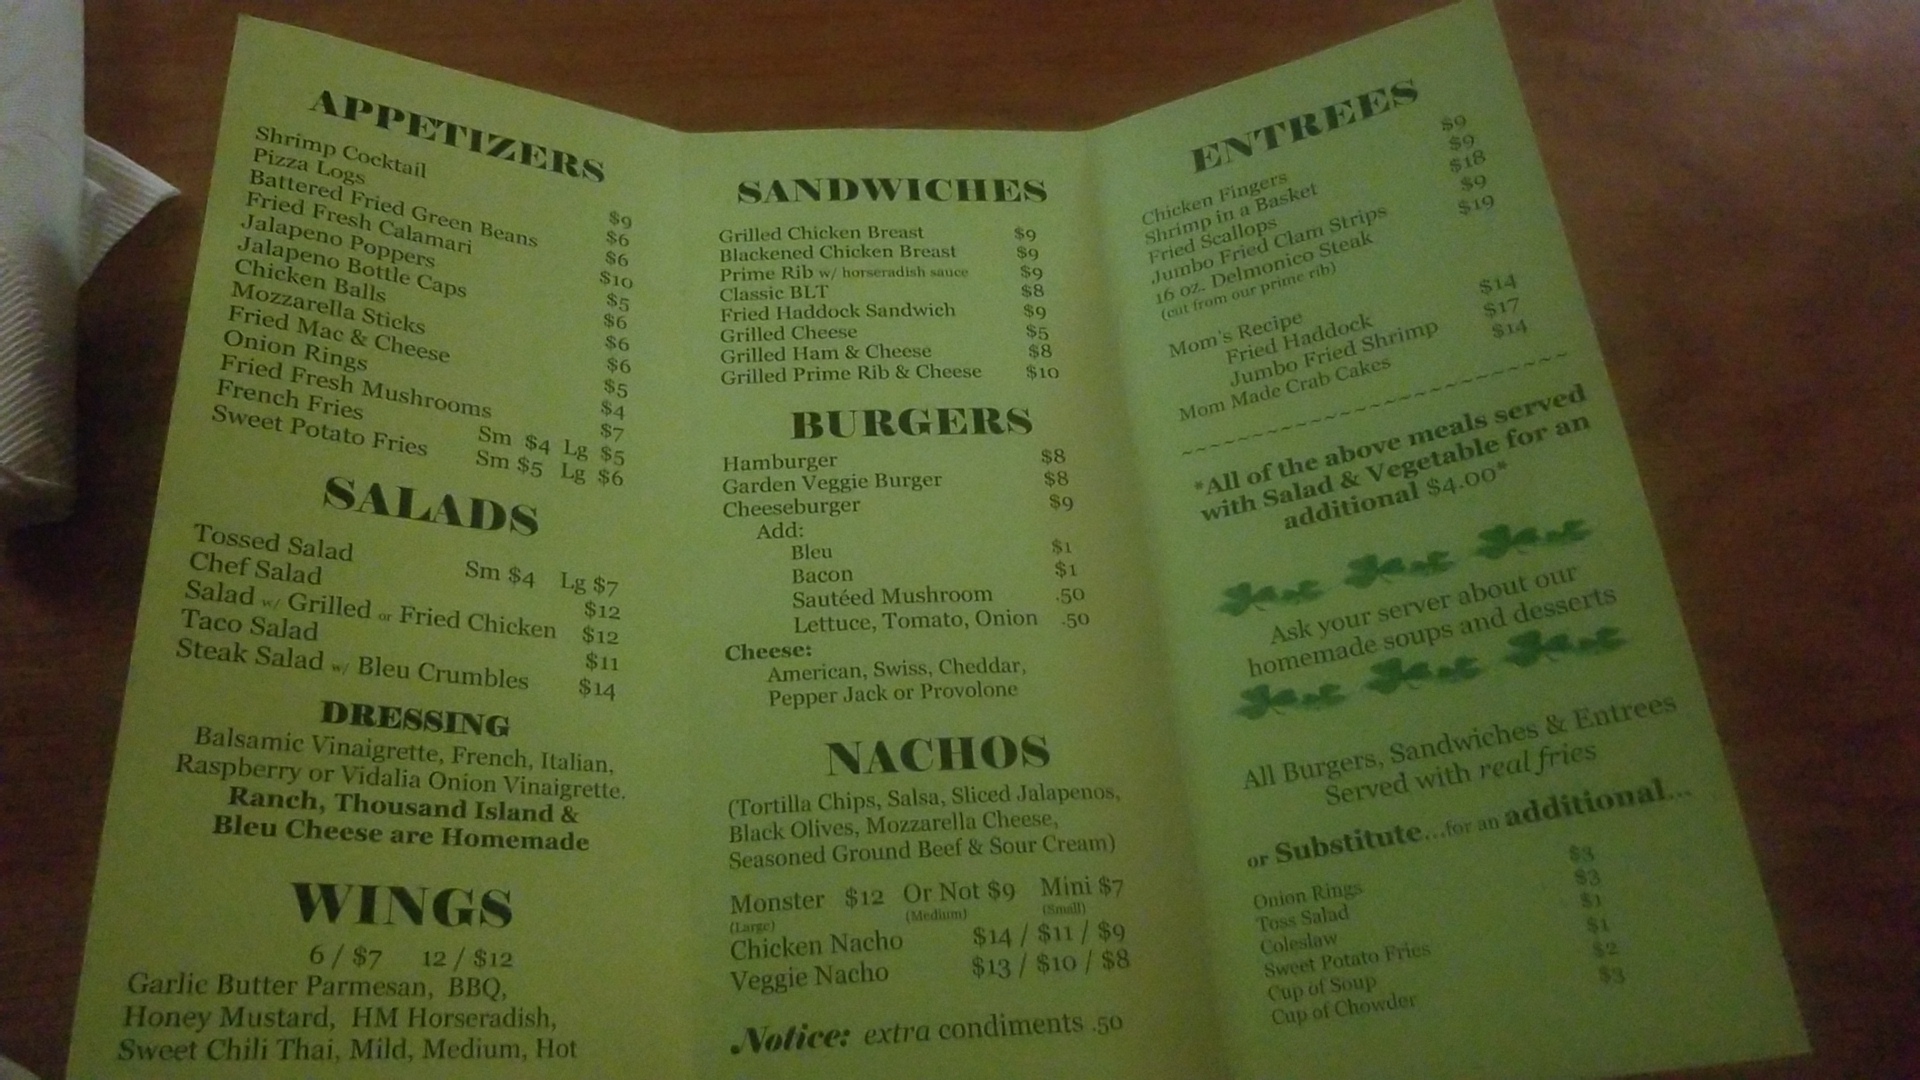 APPETIZERS
Shrimp Cocktail $9
Pizza Logs $6
Battered Fried Green Beans $6
Fried Fresh Calamari $10
Jalapeno Poppers $5
Jalapeno Bottle Caps $6
Chicken Balls $6
Mozzarella Sticks $6
Fried Mac & Cheese $5
Onion Rings $4
Fried Fresh Mushrooms $7
French Fries Sm $4 Lg $5
Sweet Potato Fries Sm $5 Lg $6
SALADS
Tossed Salad Sm $4 Lg $7
Chef Salad $12
Salad w/ Grilled or Fried Chicken $12
Taco Salad $11
Steak Salad w/ Bleu Crumbles $14
DRESSING
Balsamic Vinaigrette, French, Italian,
Raspberry or Vidalia Onion Vinaigrette.
Ranch, Thousand Island &
Bleu Cheese are Homemade
WINGS
6 / $7 12 / $12
Garlic Butter Parmesan, BBQ,
Honey Mustard, HM Horseradish,
Sweet Chili Thai, Mild, Medium, Hot
SANDWICHES
Grilled Chicken Breast $9
Blackened Chicken Breast $9
Prime Rib w/ horseradish sauce $9
Classic BLT $8
Fried Haddock Sandwich $9
Grilled Cheese $5
Grilled Ham & Cheese $8
Grilled Prime Rib & Cheese $10
BURGERS
Hamburger $8
Garden Veggie Burger $8
Cheeseburger $9
Add:
Bleu $1
Bacon $1
Sautéed Mushroom .50
Lettuce, Tomato, Onion .50
Cheese:
American, Swiss, Cheddar,
Pepper Jack or Provolone
NACHOS
(Tortilla Chips, Salsa, Sliced Jalapenos,
Black Olives, Mozzarella Cheese,
Seasoned Ground Beef & Sour Cream)
Monster $12 Or Not $9 Mini $7
(Large) (Medium) (Small)
Chicken Nacho $14 / $11 / $9
Veggie Nacho $13 / $10 / $8
Notice: extra condiments .50
ENTREES
Chicken Fingers $9
Shrimp in a Basket $9
Fried Scallops $18
Jumbo Fried Clam Strips $9
16 oz. Delmonico Steak $19
(cut from our prime rib)
Mom's Recipe
Fried Haddock $14
Jumbo Fried Shrimp $17
Mom Made Crab Cakes $14
~~~~~~~~~~~~~~~~~~~~~~~~
*All of the above meals served
with Salad & Vegetable for an
additional $4.00*
Ask your server about our
homemade soups and desserts
All Burgers, Sandwiches & Entrees
Served with real fries
or Substitute...for an additional...
Onion Rings $3
Toss Salad $3
Coleslaw $1
Sweet Potato Fries $1
Cup of Soup $2
Cup of Chowder $3